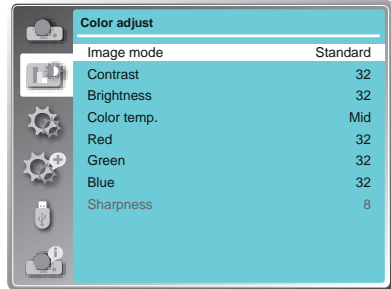 Color adjust
Image mode Standard
Contrast 32
Brightness 32
Color temp. Mid
Red 32
Green 32
Blue 32
Sharpness 8